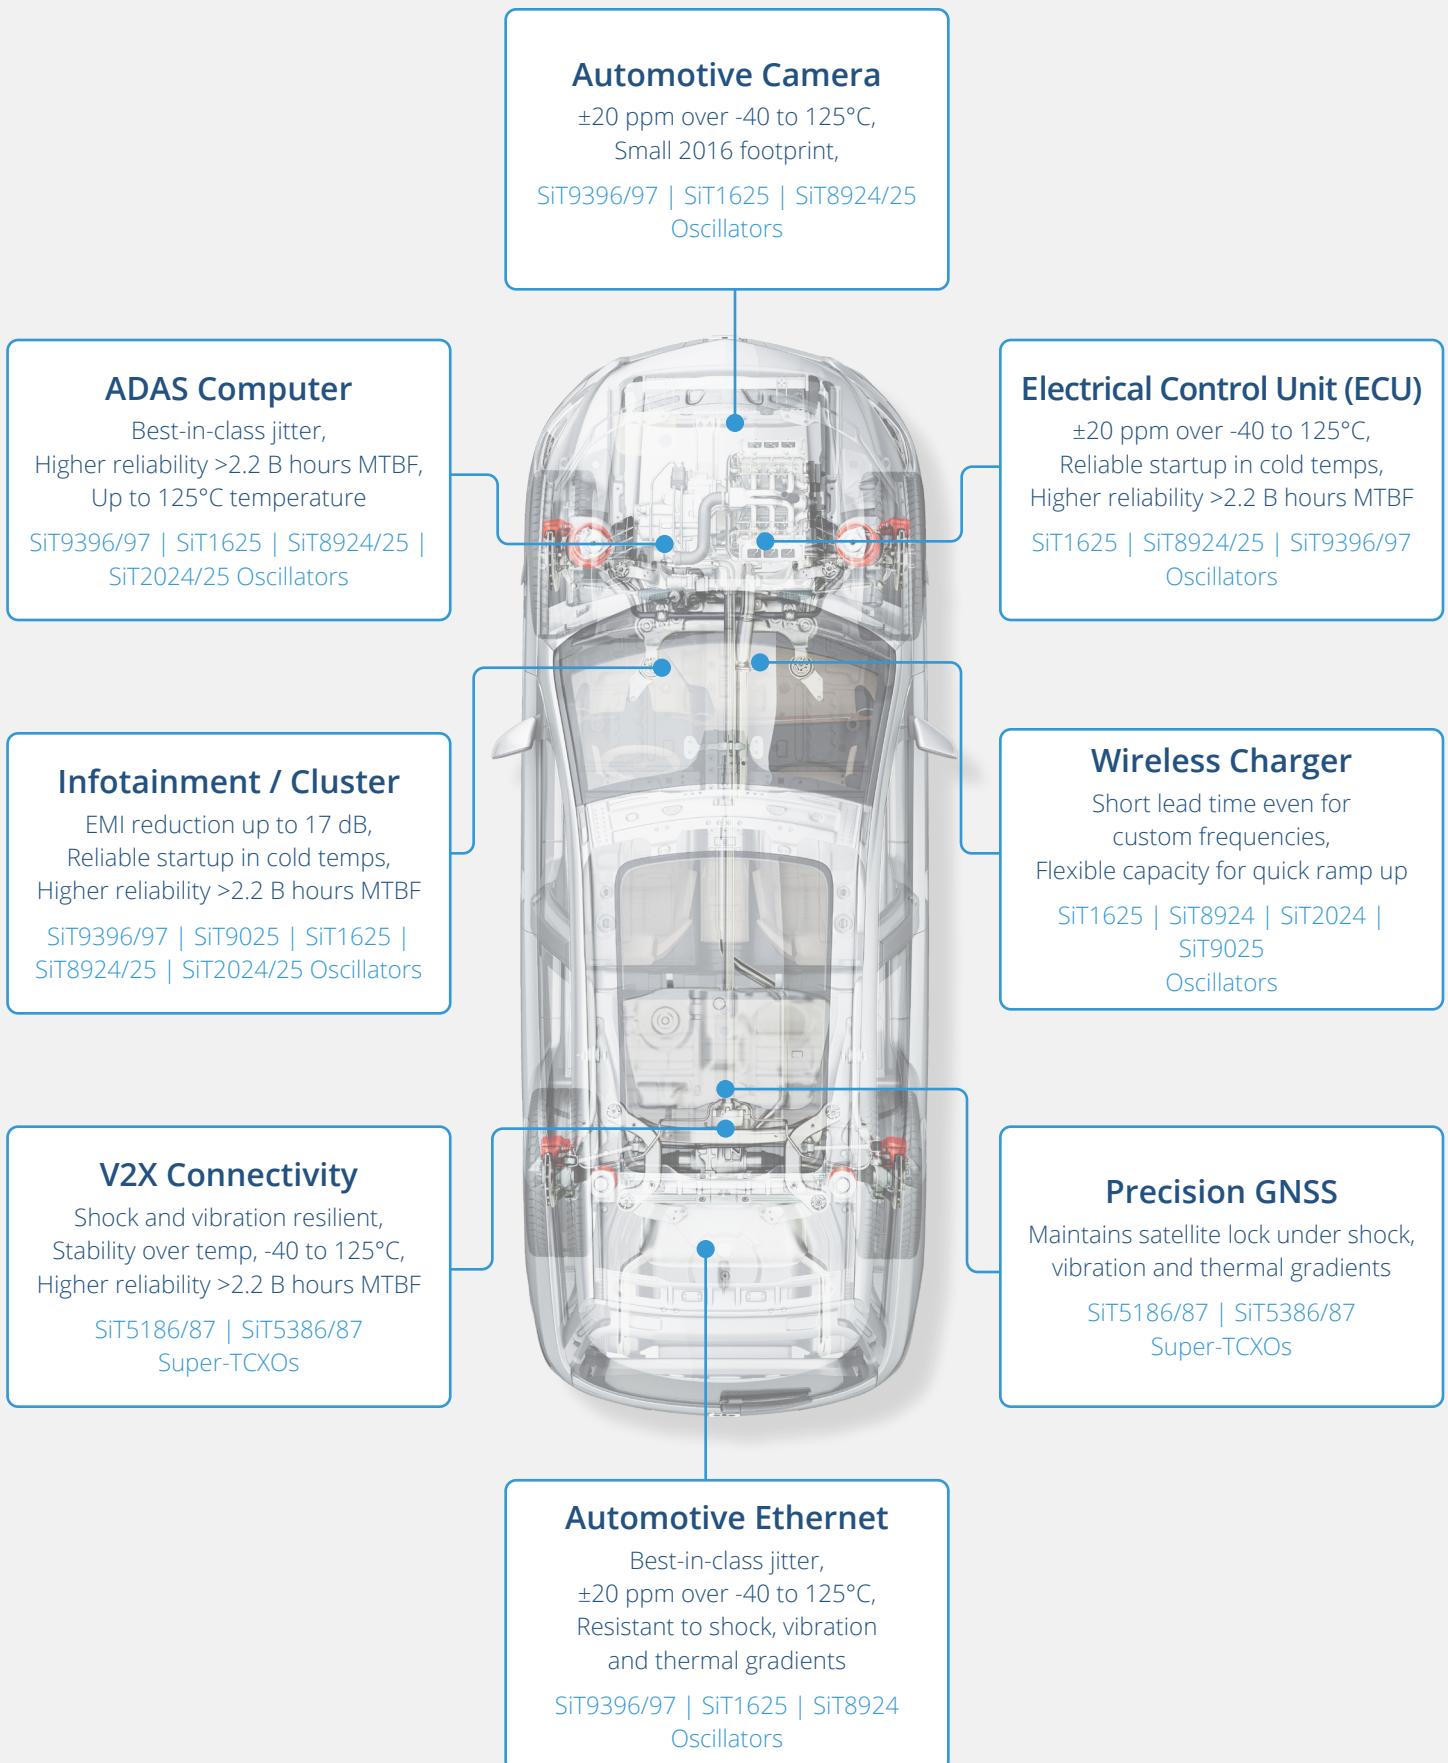 Automotive Camera
±20 ppm over -40 to 125°C,
Small 2016 footprint,
SiT9396/97 | SiT1625 | SiT8924/25
Oscillators
ADAS Computer
Best-in-class jitter,
Higher reliability >2.2 B hours MTBF,
Up to 125°C temperature
SiT9396/97 | SiT1625 | SiT8924/25 |
SiT2024/25 Oscillators
Electrical Control Unit (ECU)
±20 ppm over -40 to 125°C,
Reliable startup in cold temps,
Higher reliability >2.2 B hours MTBF
SiT1625 | SiT8924/25 | SiT9396/97
Oscillators
Infotainment / Cluster
EMI reduction up to 17 dB,
Reliable startup in cold temps,
Higher reliability >2.2 B hours MTBF
SiT9396/97 | SiT9025 | SiT1625 |
SiT8924/25 | SiT2024/25 Oscillators
Wireless Charger
Short lead time even for
custom frequencies,
Flexible capacity for quick ramp up
SiT1625 | SiT8924 | SiT2024 |
SiT9025
Oscillators
V2X Connectivity
Shock and vibration resilient,
Stability over temp, -40 to 125°C,
Higher reliability >2.2 B hours MTBF
SiT5186/87 | SiT5386/87
Super-TCXOs
Precision GNSS
Maintains satellite lock under shock,
vibration and thermal gradients
SiT5186/87 | SiT5386/87
Super-TCXOs
Automotive Ethernet
Best-in-class jitter,
±20 ppm over -40 to 125°C,
Resistant to shock, vibration
and thermal gradients
SiT9396/97 | SiT1625 | SiT8924
Oscillators